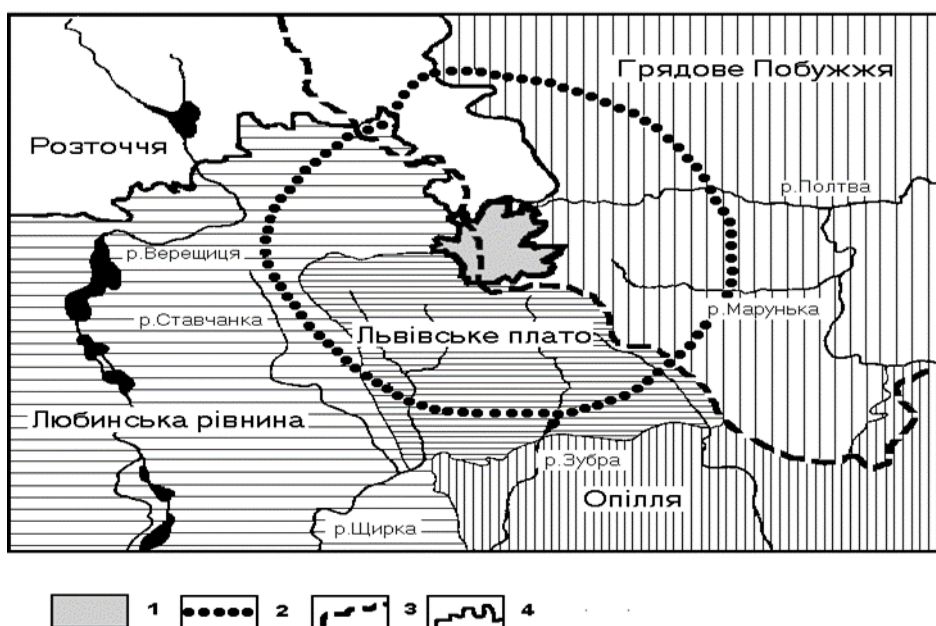 Грядове Побужжя
Розточчя
р.Полтва
р.Верещиця
р.Марунька
р.Ставчанка
Львівське плато
Любинська рівнина
р.Зубра
Опілля
р.Щирка
1 2 3 4